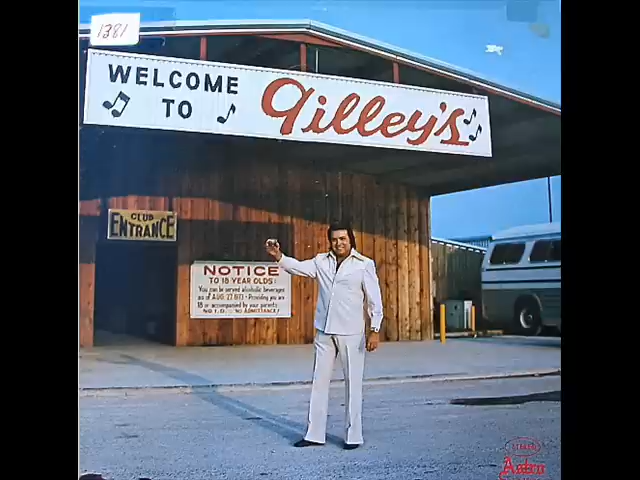 1381
WELCOME
TO
Gilley's
CLUB
ENTRANCE
NOTICE
TO 18 YEAR OLDS:
You can be served alcoholic beverages
as of AUG. 27, 1973 - Providing you are
18 or accompanied by your parents
NO I.D. NO ADMITTANCE!
STEREO
Astro